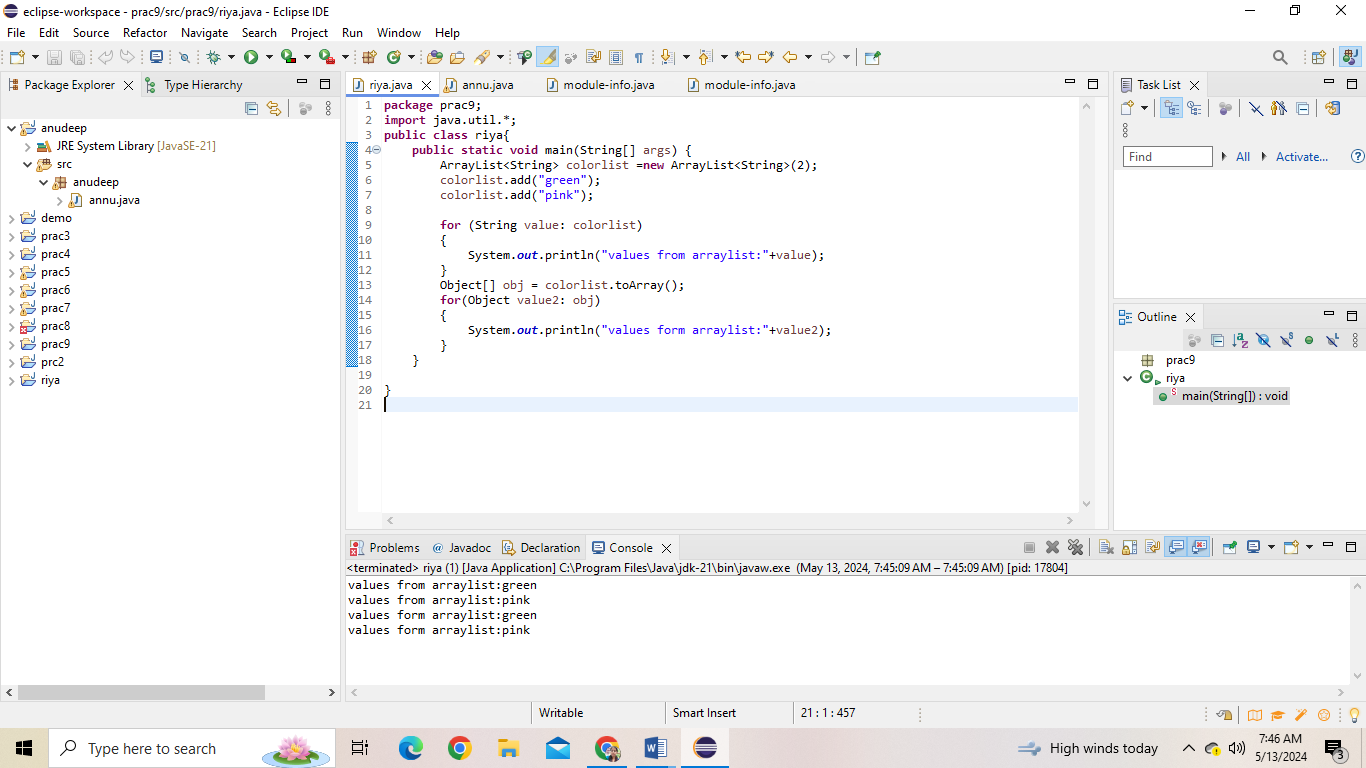 eclipse-workspace - prac9/src/prac9/riya.java - Eclipse IDE
File Edit Source Refactor Navigate Search Project Run Window Help
Package Explorer Type Hierarchy
anudeep
JRE System Library [JavaSE-21]
src
anudeep
annu.java
demo
prac3
prac4
prac5
prac6
prac7
prac8
prac9
prc2
riya
riya.java annu.java module-info.java module-info.java
1 package prac9;
2 import java.util.*;
3 public class riya{
4 public static void main(String[] args) {
5 ArrayList<String> colorlist =new ArrayList<String>(2);
6 colorlist.add("green");
7 colorlist.add("pink");
8
9 for (String value: colorlist)
10 {
11 System.out.println("values from arraylist:"+value);
12 }
13 Object[] obj = colorlist.toArray();
14 for(Object value2: obj)
15 {
16 System.out.println("values form arraylist:"+value2);
17 }
18 }
19
20 }
21
Task List
Find All Activate...
Outline
prac9
riya
main(String[]) : void
Problems Javadoc Declaration Console
<terminated> riya (1) [Java Application] C:\Program Files\Java\jdk-21\bin\javaw.exe (May 13, 2024, 7:45:09 AM – 7:45:09 AM) [pid: 17804]
values from arraylist:green
values from arraylist:pink
values form arraylist:green
values form arraylist:pink
Writable Smart Insert 21 : 1 : 457
Type here to search
High winds today
7:46 AM
5/13/2024
3